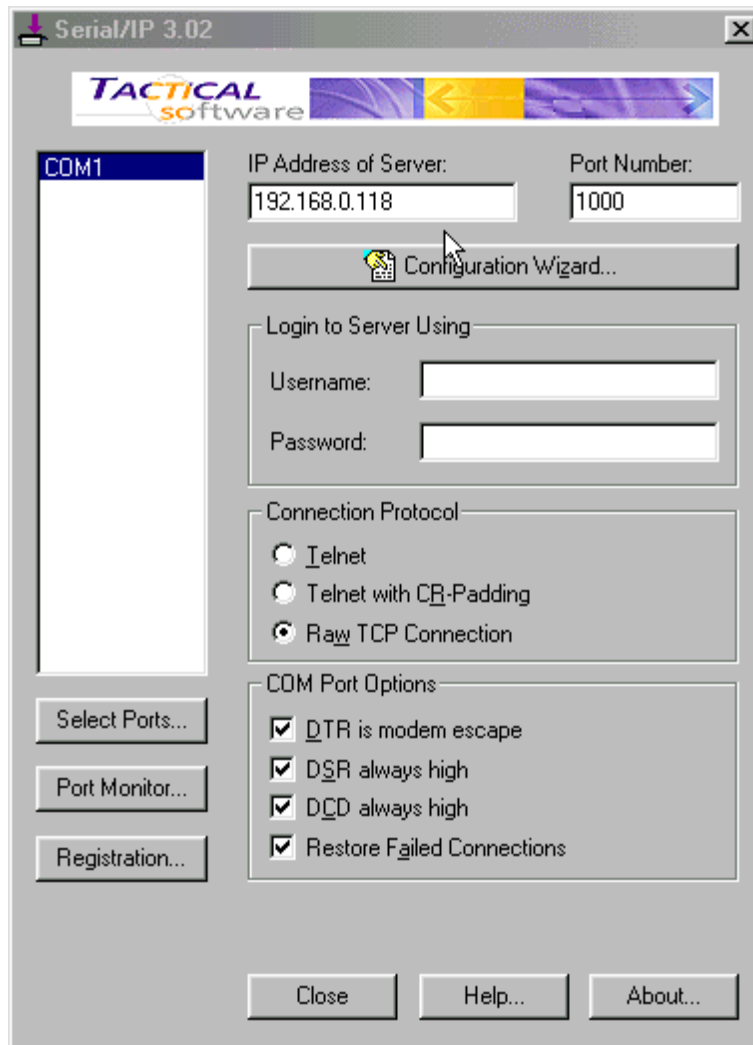 Serial/IP 3.02
TACTICAL
software
COM1
IP Address of Server:
Port Number:
192.168.0.118
1000
Configuration Wizard...
Login to Server Using
Username:
Password:
Connection Protocol
Telnet
Telnet with CR-Padding
Raw TCP Connection
COM Port Options
DTR is modem escape
DSR always high
DCD always high
Restore Failed Connections
Select Ports...
Port Monitor...
Registration...
Close
Help...
About...